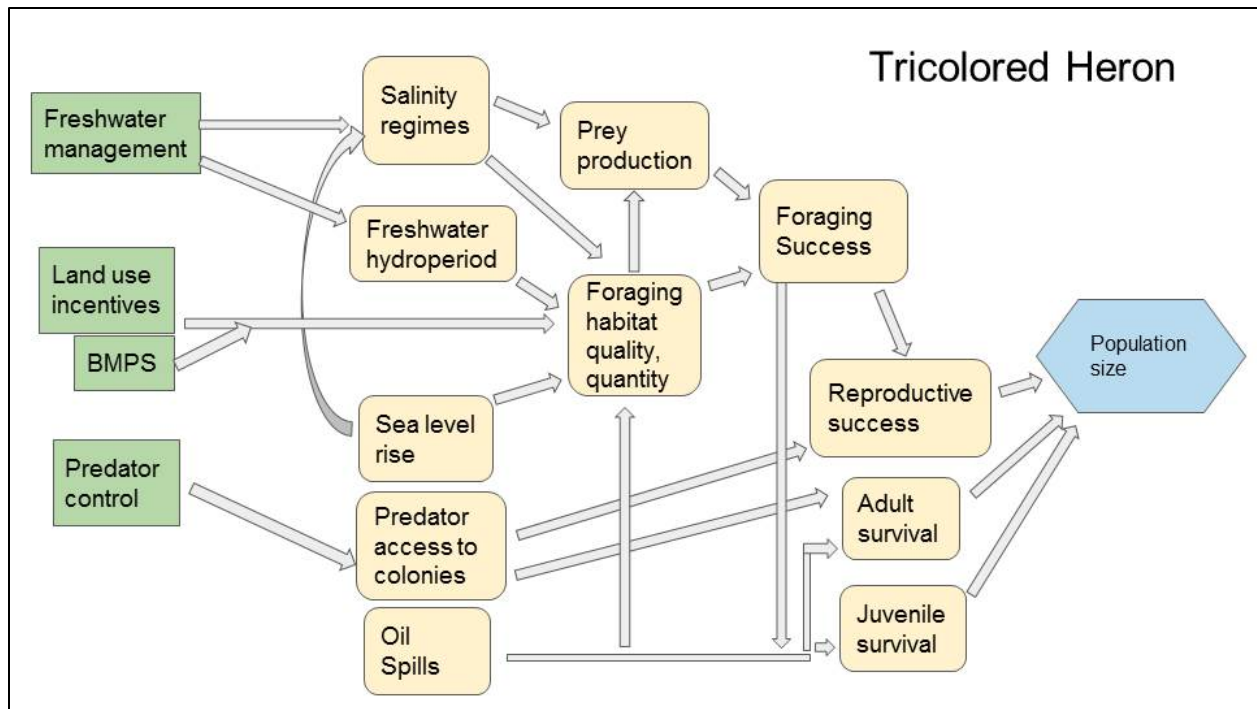 Tricolored Heron
Freshwater
management
Land use
incentives
BMPS
Predator
control
Salinity
regimes
Freshwater
hydroperiod
Sea level
rise
Predator
access to
colonies
Oil
Spills
Prey
production
Foraging
habitat
quality,
quantity
Foraging
Success
Reproductive
success
Adult
survival
Juvenile
survival
Population
size